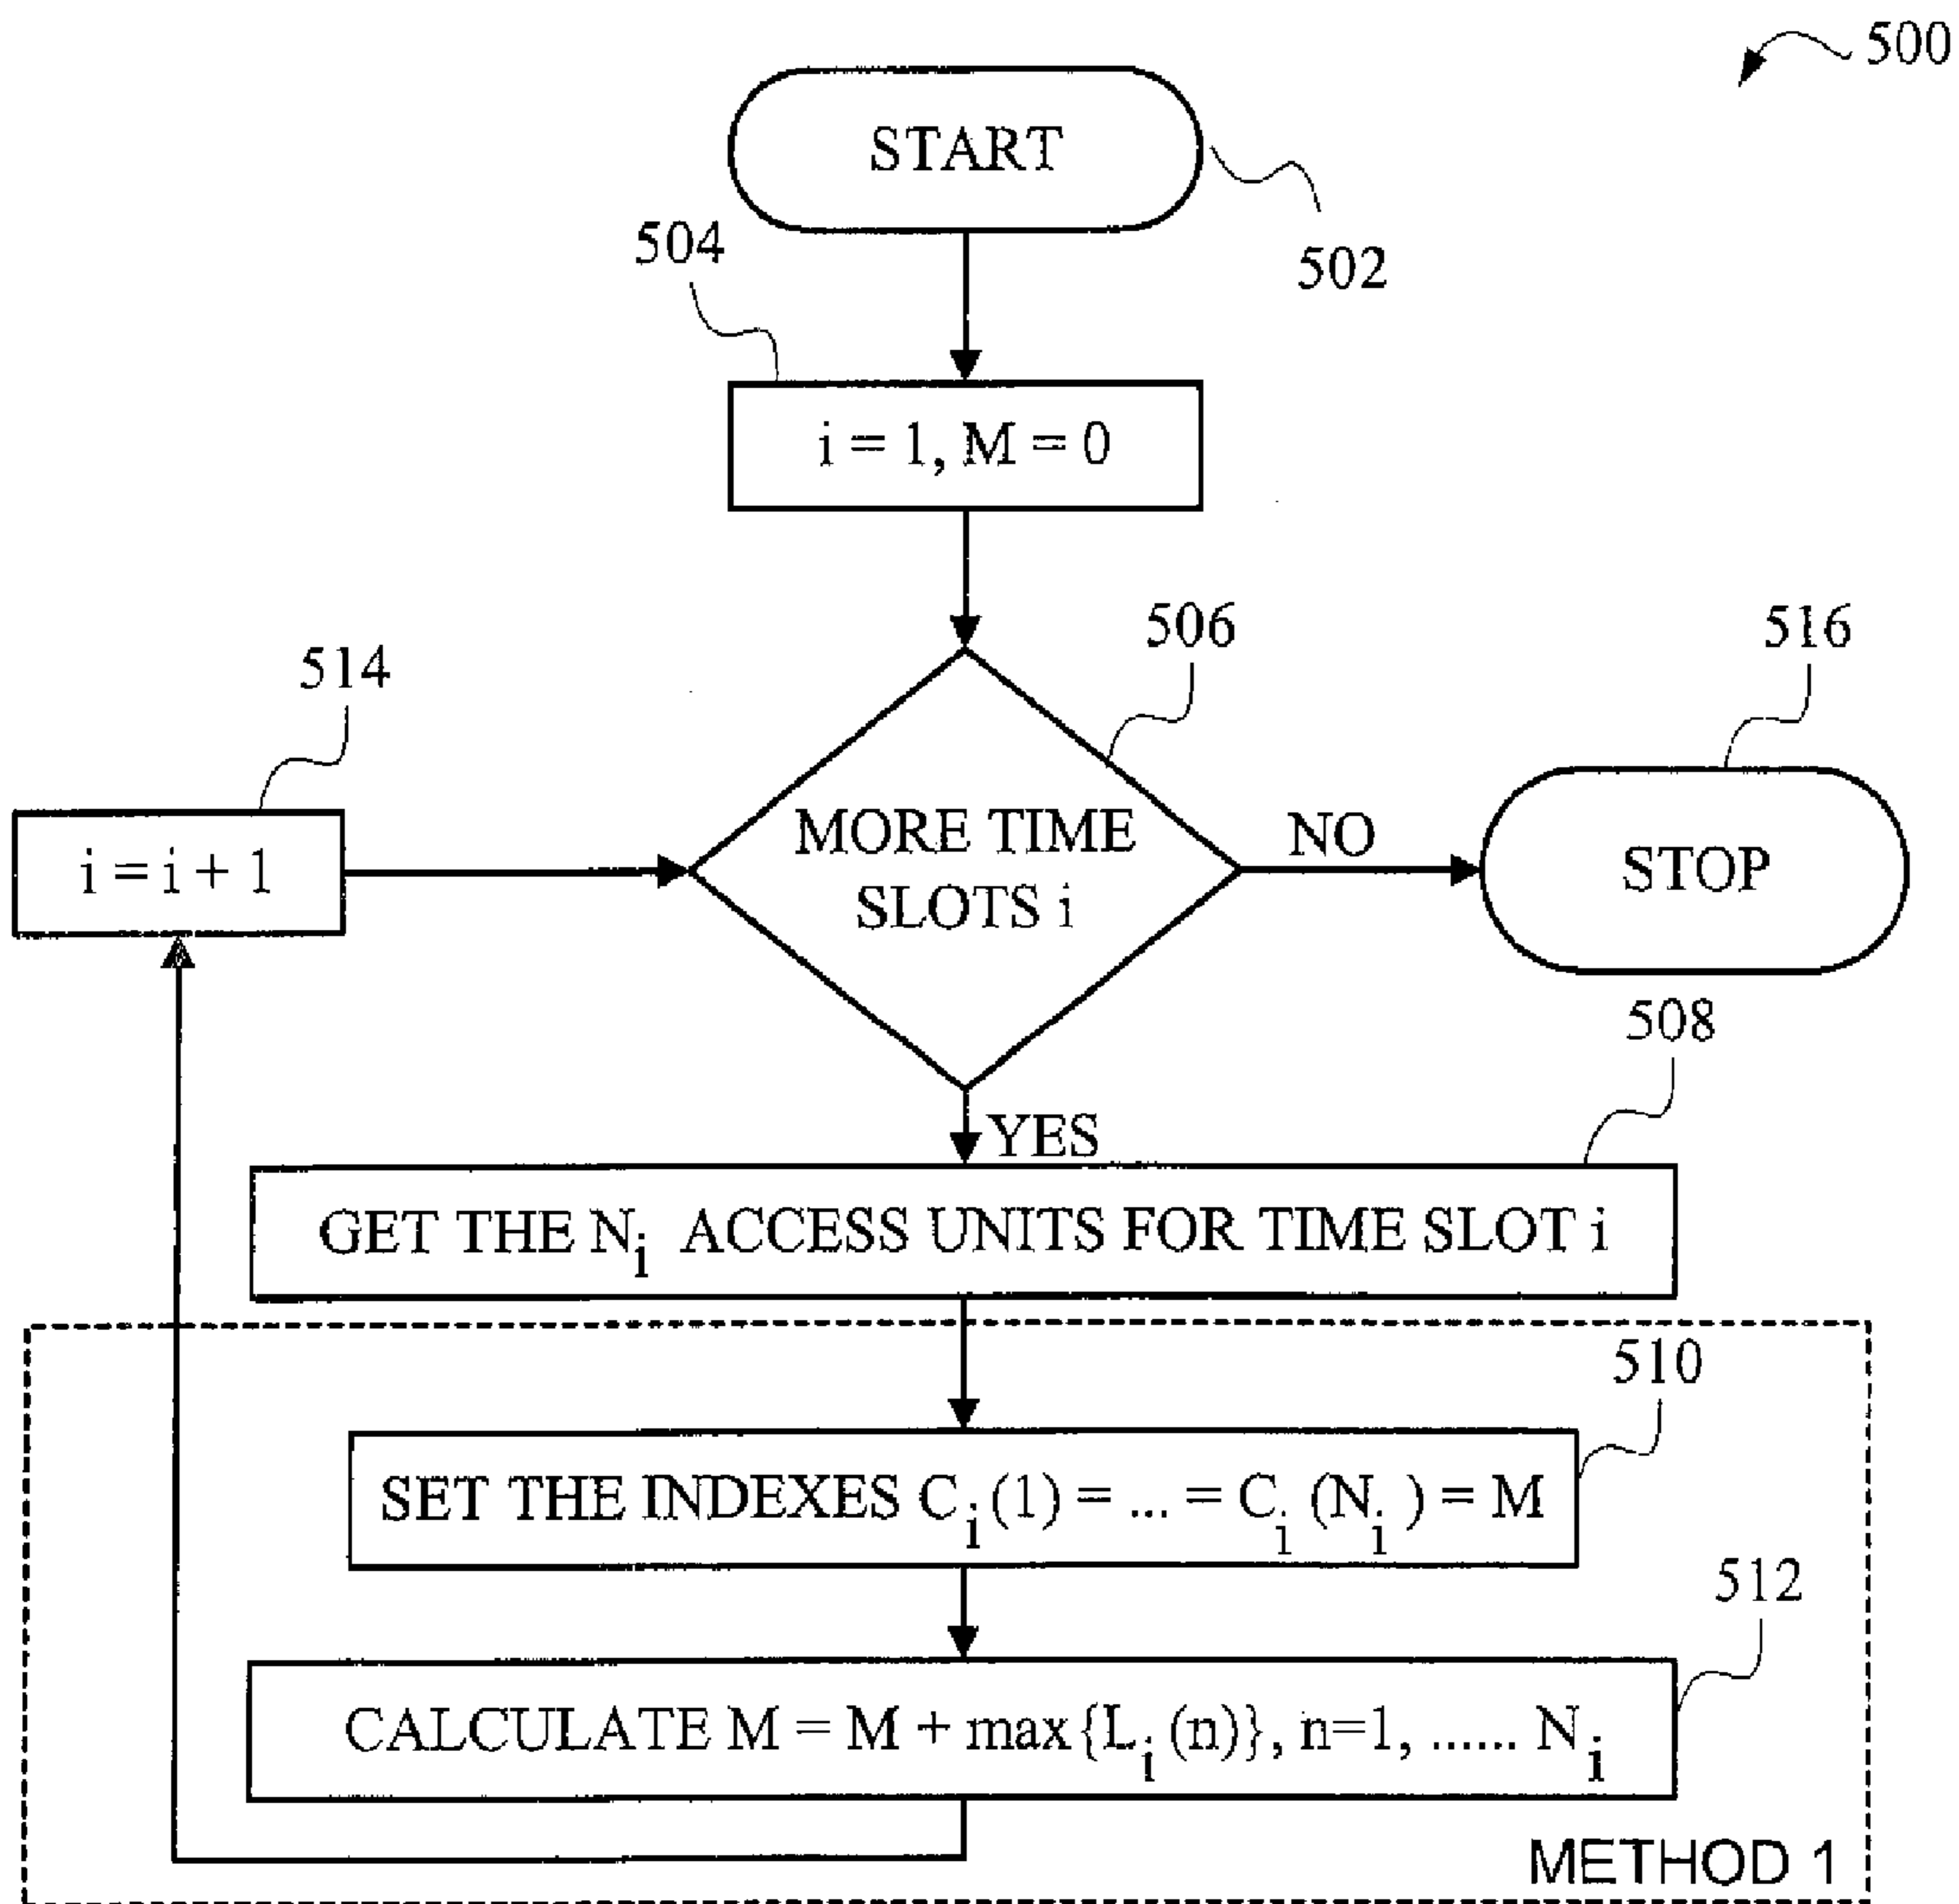 500
START
502
504
i = 1, M = 0
506
516
514
MORE TIME
SLOTS i
NO
STOP
i = i + 1
508
YES
GET THE Nᵢ ACCESS UNITS FOR TIME SLOT i
510
SET THE INDEXES Cᵢ(1) = ... = Cᵢ(Nᵢ) = M
512
CALCULATE M = M + max{Lᵢ(n)}, n=1, ...... Nᵢ
METHOD 1